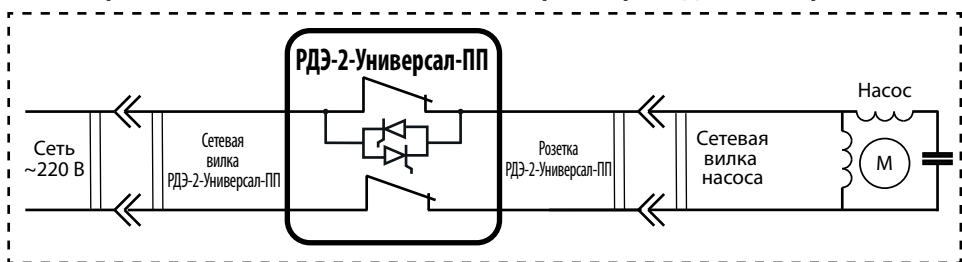 РДЭ-2-Универсал-ПП
Насос
Сеть
~220 В
Сетевая
вилка
РДЭ-2-Универсал-ПП
Розетка
РДЭ-2-Универсал-ПП
Сетевая
вилка
насоса
М